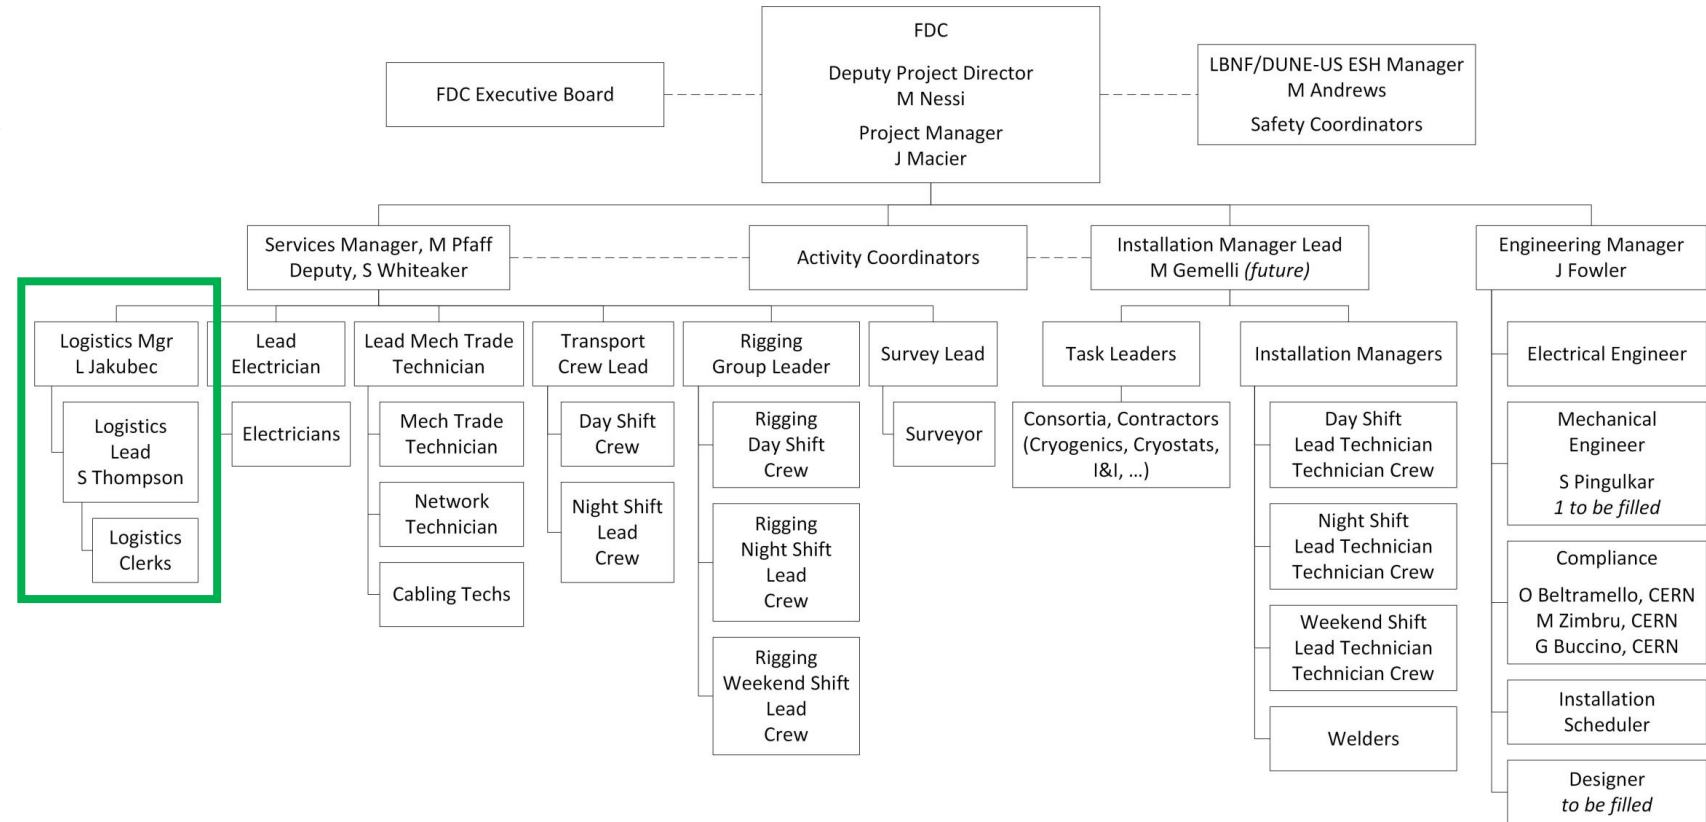 FDC
Deputy Project Director
M Nessi
Project Manager
J Macier
FDC Executive Board
LBNF/DUNE-US ESH Manager
M Andrews
Safety Coordinators
Services Manager, M Pfaff
Deputy, S Whiteaker
Activity Coordinators
Installation Manager Lead
M Gemelli (future)
Engineering Manager
J Fowler
Logistics Mgr
L Jakubec
Logistics
Lead
S Thompson
Logistics
Clerks
Lead
Electrician
Electricians
Lead Mech Trade
Technician
Mech Trade
Technician
Network
Technician
Cabling Techs
Transport
Crew Lead
Day Shift
Crew
Night Shift
Lead
Crew
Rigging
Group Leader
Rigging
Day Shift
Crew
Rigging
Night Shift
Lead
Crew
Rigging
Weekend Shift
Lead
Crew
Survey Lead
Surveyor
Task Leaders
Consortia, Contractors
(Cryogenics, Cryostats,
I&I, ...)
Installation Managers
Day Shift
Lead Technician
Technician Crew
Night Shift
Lead Technician
Technician Crew
Weekend Shift
Lead Technician
Technician Crew
Welders
Electrical Engineer
Mechanical
Engineer
S Pingulkar
1 to be filled
Compliance
O Beltramello, CERN
M Zimbru, CERN
G Buccino, CERN
Installation
Scheduler
Designer
to be filled